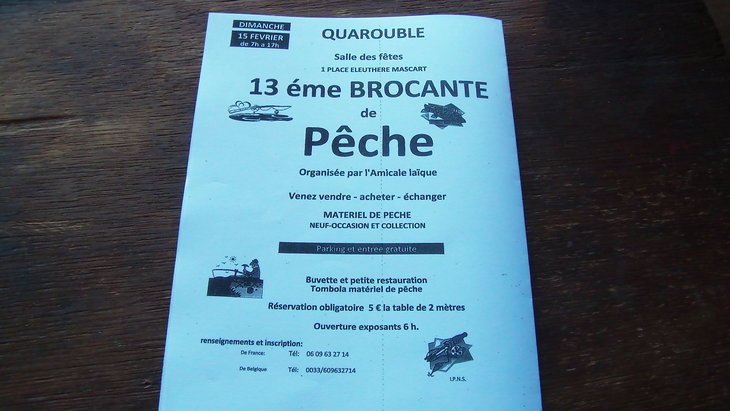 DIMANCHE
15 FEVRIER
de 7h a 17h
QUAROUBLE
Salle des fêtes
1 PLACE ELEUTHERE MASCART
13 éme BROCANTE
de
Pêche
Organisée par l'Amicale laïque
Venez vendre - acheter - échanger
MATERIEL DE PECHE
NEUF-OCCASION ET COLLECTION
Parking et entrée gratuite
Buvette et petite restauration
Tombola matériel de pêche
Réservation obligatoire 5 € la table de 2 mètres
Ouverture exposants 6 h.
renseignements et inscription:
De France: Tél: 06 09 63 27 14
De Belgique Tél: 0033/609632714
I.P.N.S.